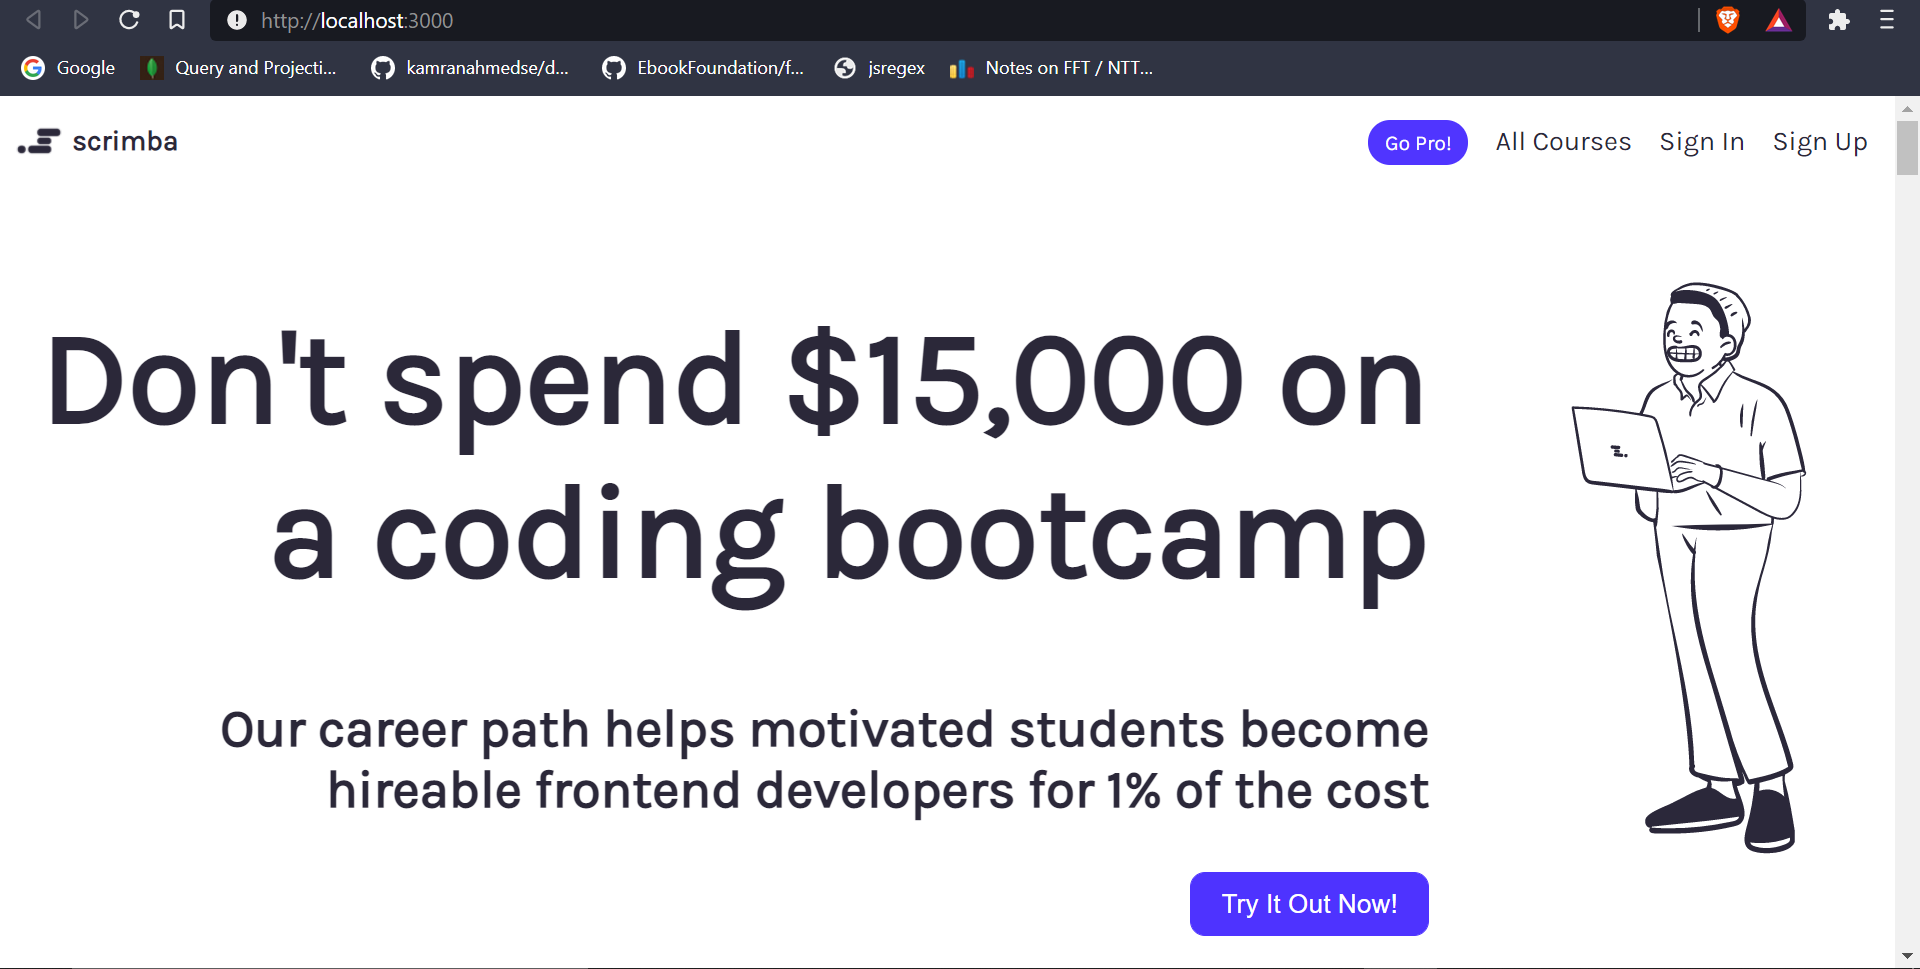 http://localhost:3000
Google
Query and Projecti...
kamranahmedse/d...
EbookFoundation/f...
jsregex
Notes on FFT / NTT...
scrimba
Go Pro!
All Courses
Sign In
Sign Up
Don't spend $15,000 on
a coding bootcamp
Our career path helps motivated students become
hireable frontend developers for 1% of the cost
Try It Out Now!